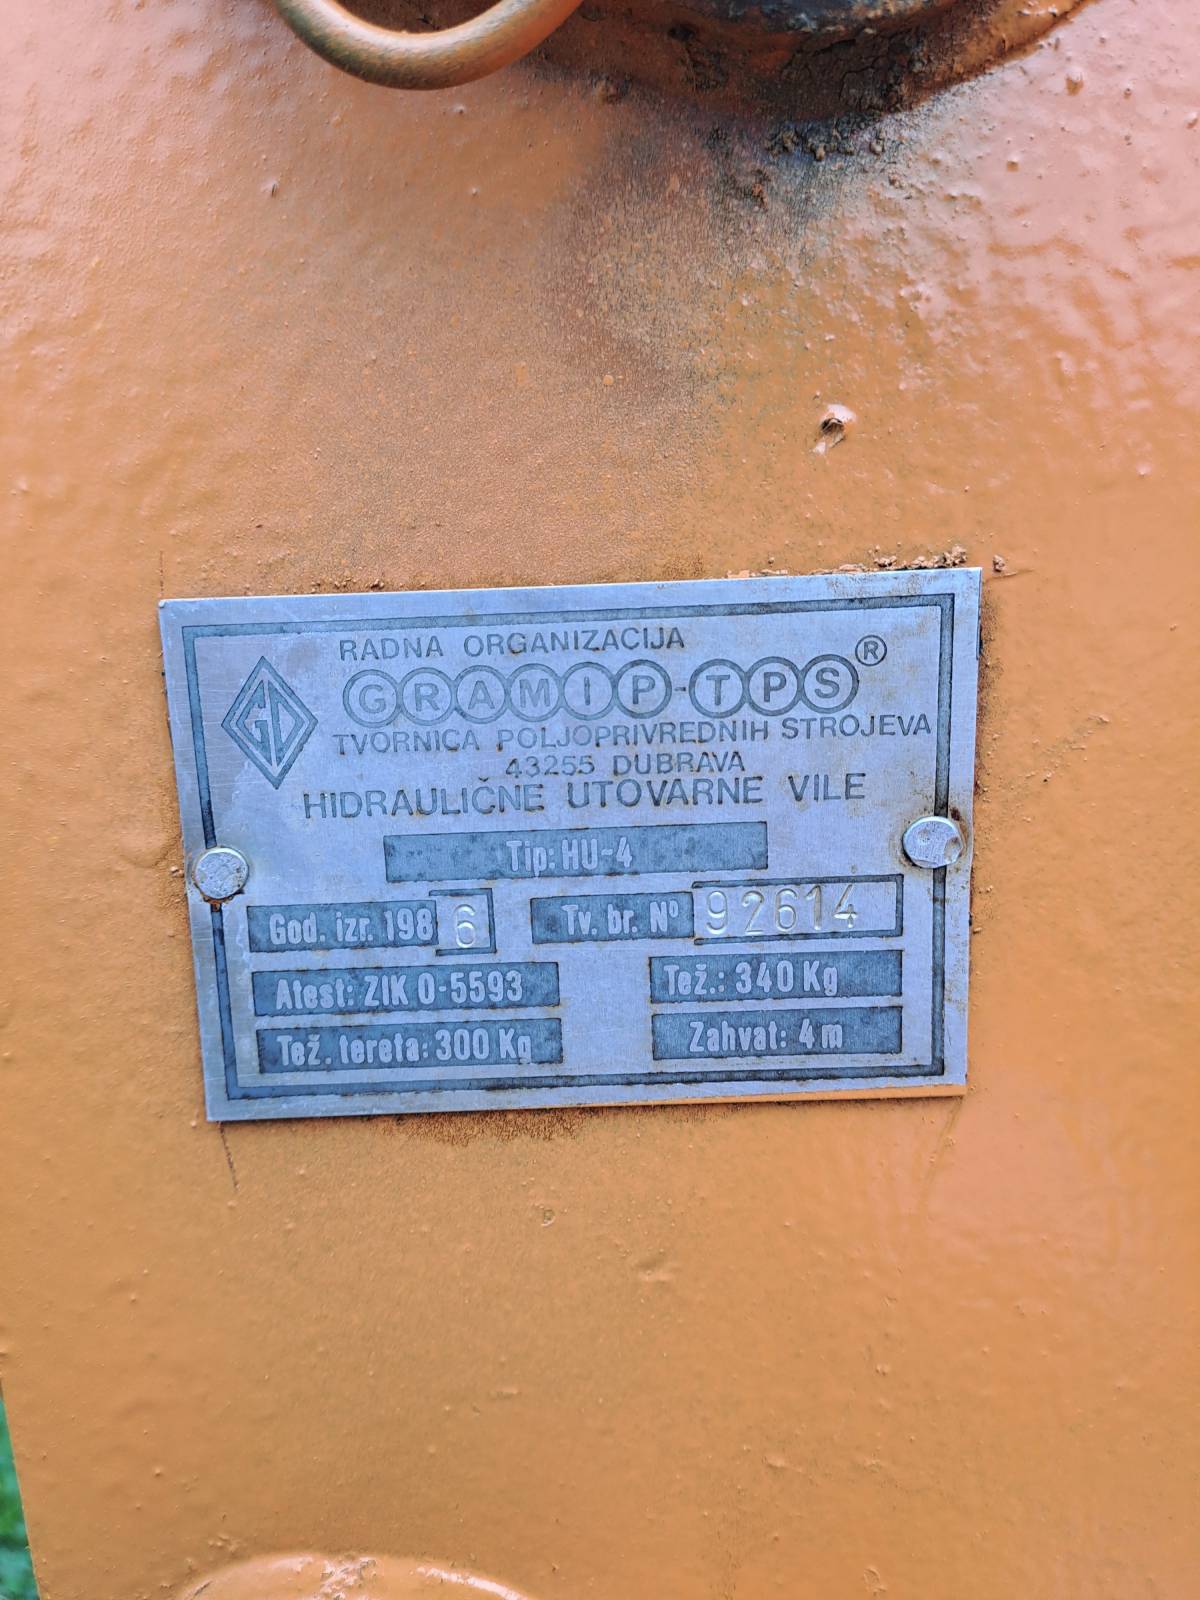 RADNA ORGANIZACIJA
GD GRAMIP-TPS®
TVORNICA POLJOPRIVREDNIH STROJEVA
43255 DUBRAVA
HIDRAULIČNE UTOVARNE VILE
Tip: HU-4
God. izr. 1986 Tv. br. Nº 92614
Atest: ZIK 0-5593 Tež.: 340 Kg
Tež. tereta: 300 Kg Zahvat: 4 m